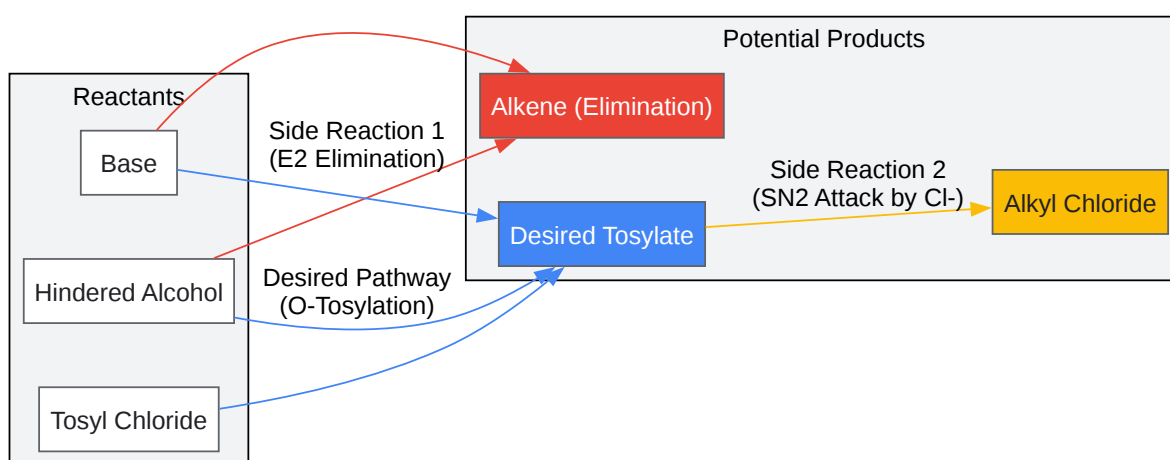 Potential Products
Reactants
Alkene (Elimination)
Side Reaction 1
(E2 Elimination)
Base
Side Reaction 2
(SN2 Attack by Cl-)
Alkyl Chloride
Desired Tosylate
Hindered Alcohol
Desired Pathway
(O-Tosylation)
Tosyl Chloride